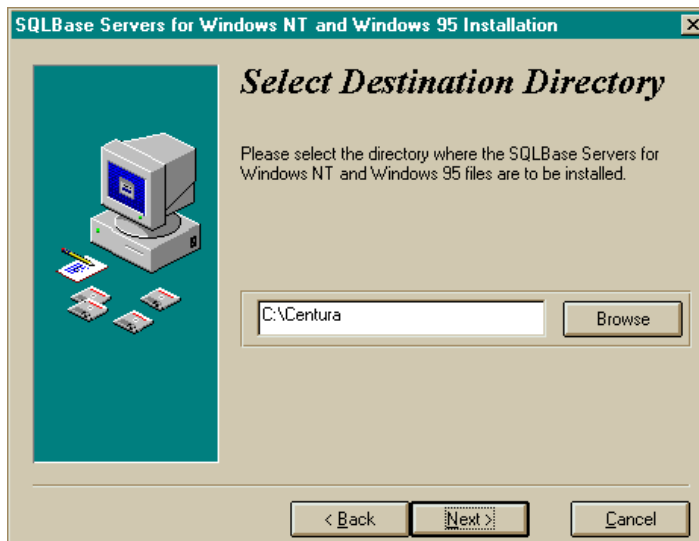 SQLBase Servers for Windows NT and Windows 95 Installation
Select Destination Directory
Please select the directory where the SQLBase Servers for
Windows NT and Windows 95 files are to be installed.
C:\Centura
Browse
< Back
Next >
Cancel